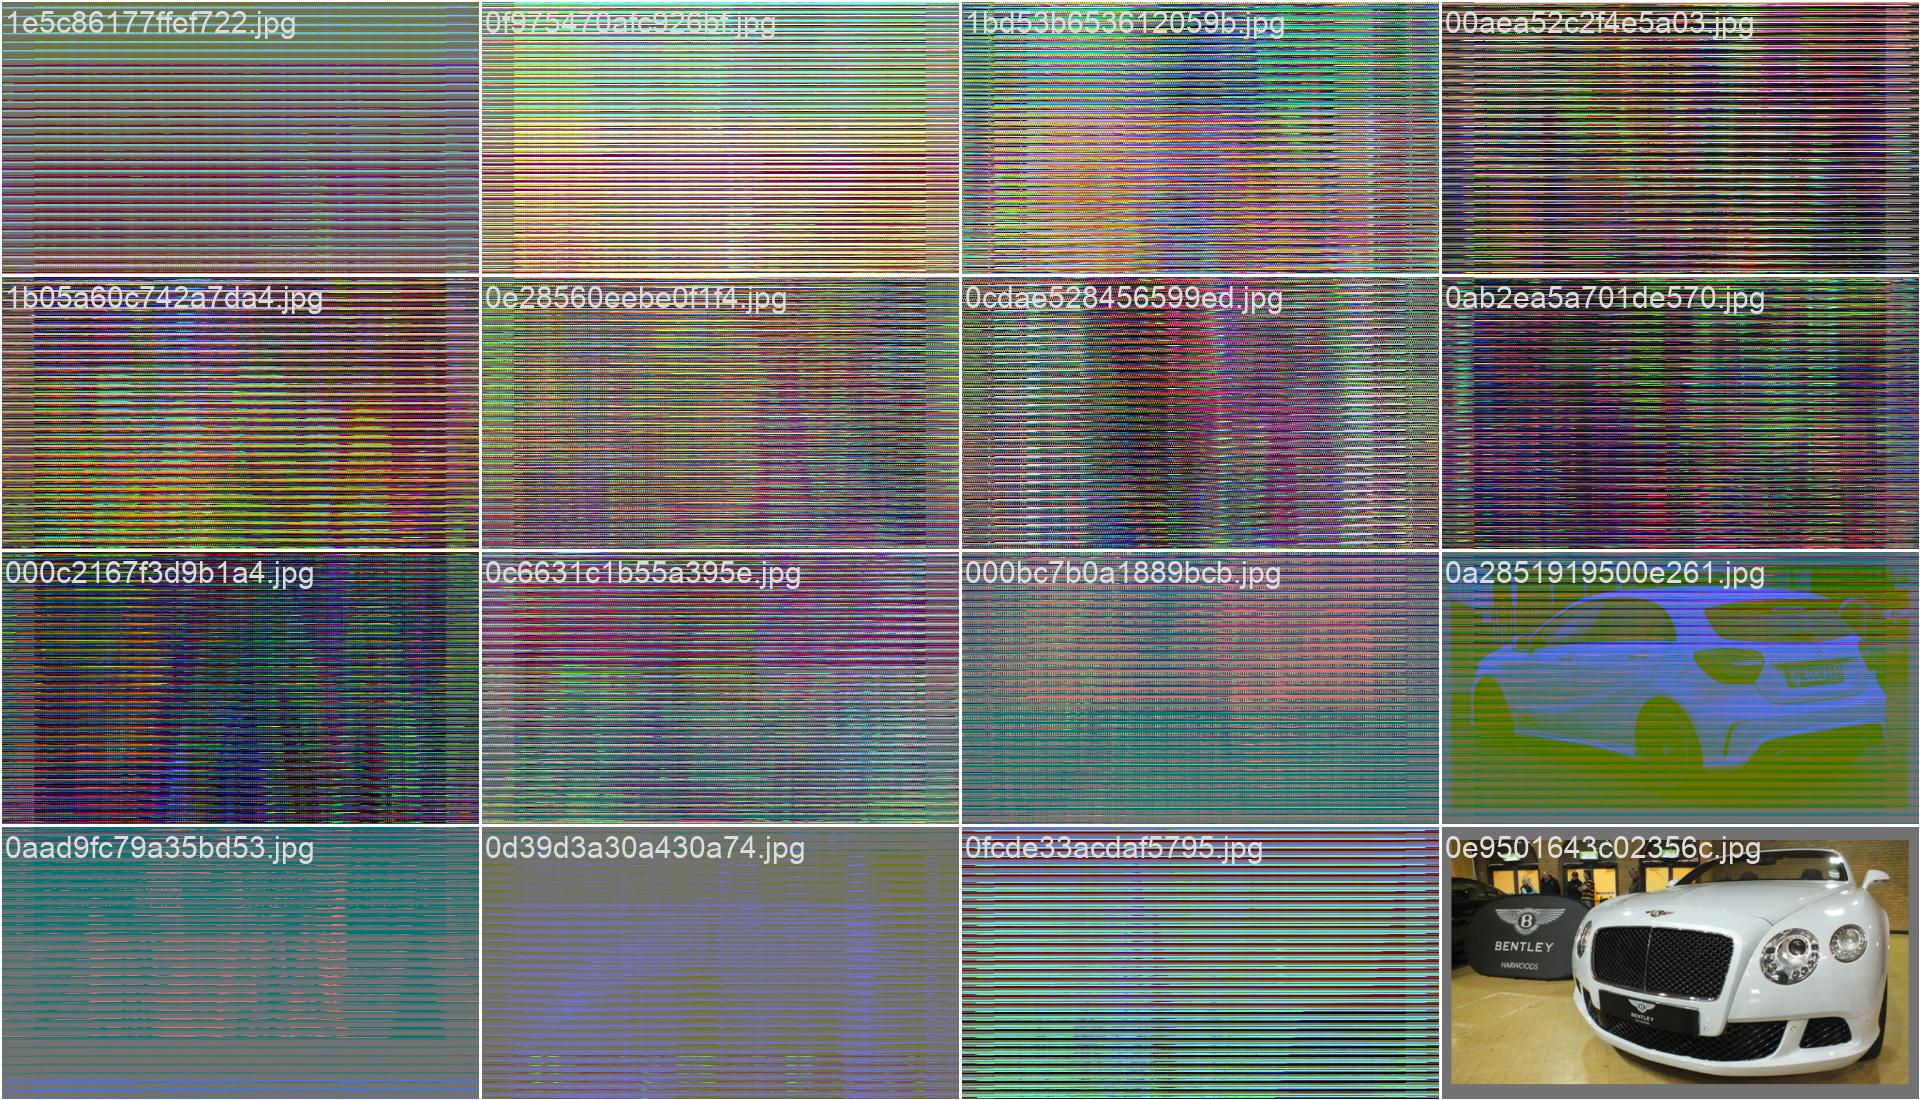 1e5c86177ffef722.jpg
0f975470afc926bf.jpg
1bd53b653612059b.jpg
00aea52c2f4e5a03.jpg
1b05a60c742a7da4.jpg
0e28560eebe0f1f4.jpg
0cdae528456599ed.jpg
0ab2ea5a701de570.jpg
000c2167f3d9b1a4.jpg
0c6631c1b55a395e.jpg
000bc7b0a1889bcb.jpg
0a2851919500e261.jpg
0aad9fc79a35bd53.jpg
0d39d3a30a430a74.jpg
0fcde33acdaf5795.jpg
0e9501643c02356c.jpg
B
BENTLEY
HARWOODS
BENTLEY